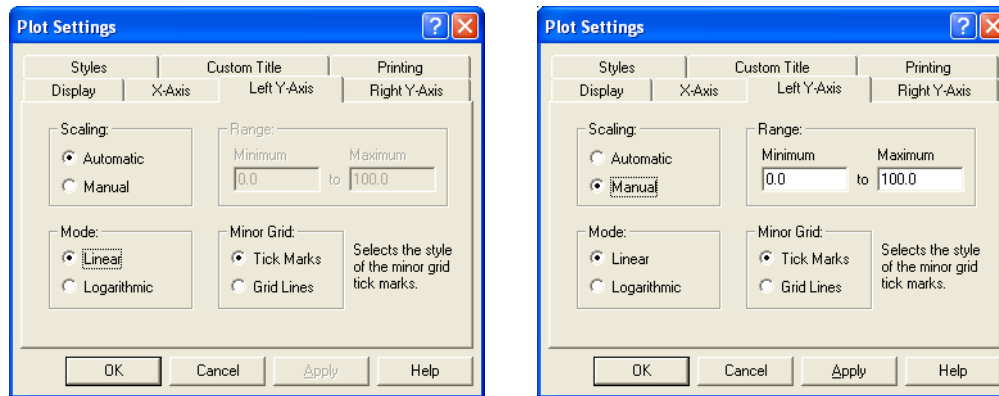 Plot Settings
Styles Custom Title Printing
Display X-Axis Left Y-Axis Right Y-Axis
Scaling:
Automatic
Manual
Range:
Minimum Maximum
0.0 to 100.0
Mode:
Linear
Logarithmic
Minor Grid:
Tick Marks
Grid Lines
Selects the style
of the minor grid
tick marks.
OK Cancel Apply Help
Plot Settings
Styles Custom Title Printing
Display X-Axis Left Y-Axis Right Y-Axis
Scaling:
Automatic
Manual
Range:
Minimum Maximum
0.0 to 100.0
Mode:
Linear
Logarithmic
Minor Grid:
Tick Marks
Grid Lines
Selects the style
of the minor grid
tick marks.
OK Cancel Apply Help